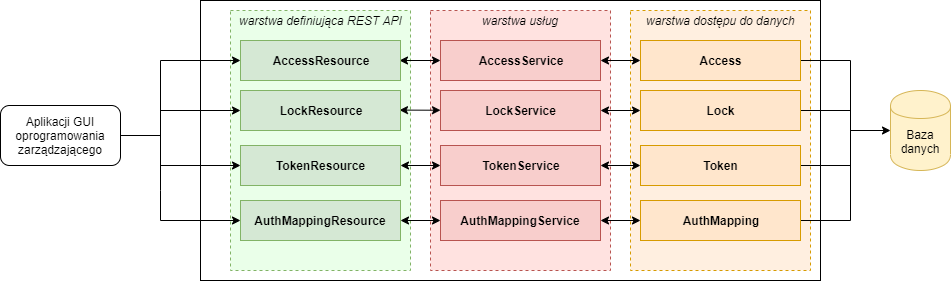 warstwa definiująca REST API
warstwa usług
warstwa dostępu do danych
AccessResource
AccessService
Access
LockResource
LockService
Lock
Aplikacji GUI
oprogramowania
zarządzającego
Baza
danych
TokenResource
TokenService
Token
AuthMappingResource
AuthMappingService
AuthMapping